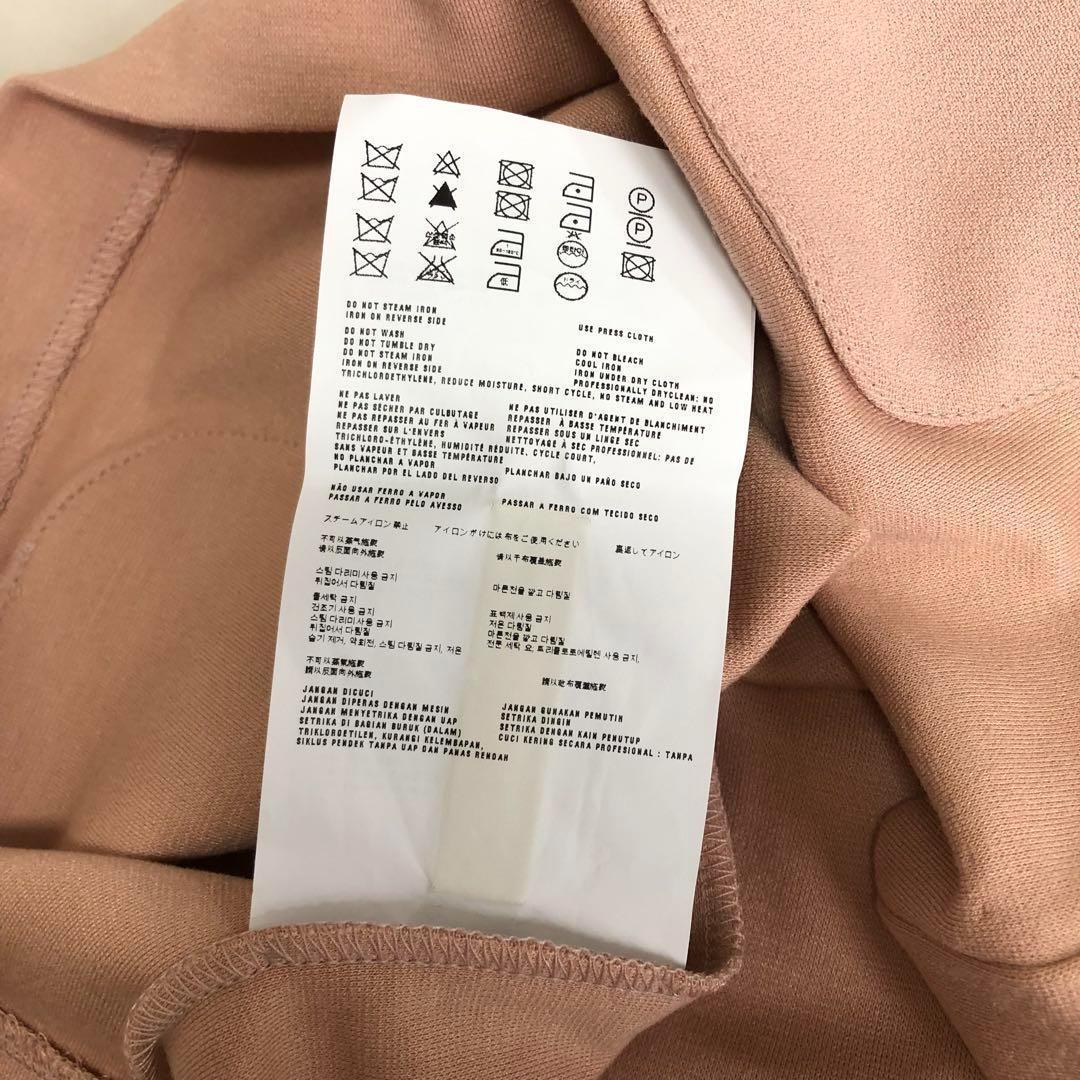 P
P
低
DO NOT STEAM IRON
IRON ON REVERSE SIDE
USE PRESS CLOTH
DO NOT WASH
DO NOT TUMBLE DRY
DO NOT STEAM IRON
IRON ON REVERSE SIDE
DO NOT BLEACH
COOL IRON
IRON UNDER DRY CLOTH
PROFESSIONALLY DRYCLEAN: NO
TRICHLOROETHYLENE, REDUCE MOISTURE, SHORT CYCLE, NO STEAM AND LOW HEAT
NE PAS LAVER
NE PAS SÈCHER PAR CULBUTAGE
NE PAS REPASSER AU FER À VAPEUR
REPASSER SUR L'ENVERS
NE PAS UTILISER D'AGENT DE BLANCHIMENT
REPASSER À BASSE TEMPÉRATURE
REPASSER SOUS UN LINGE SEC
NETTOYAGE À SEC PROFESSIONNEL: PAS DE
TRICHLORO-ÉTHYLÈNE, HUMIDITÉ RÉDUITE, CYCLE COURT,
SANS VAPEUR ET BASSE TEMPÉRATURE
NO PLANCHAR A VAPOR
PLANCHAR POR EL LADO DEL REVERSO
PLANCHAR BAJO UN PAÑO SECO
NÃO USAR FERRO A VAPOR
PASSAR A FERRO PELO AVESSO
PASSAR A FERRO COM TECIDO SECO
スチームアイロン禁止
アイロンがけには布をご使用ください
裏返してアイロン
不可以蒸气施熨
请以反面向外施熨
请以干布覆盖施熨
스팀 다리미 사용 금지
뒤집어서 다림질
마른천을 깔고 다림질
물세탁 금지
건조기 사용 금지
스팀 다리미 사용 금지
뒤집어서 다림질
표백제 사용 금지
저온 다림질
마른천을 깔고 다림질
전문 세탁 요, 트리클로로에틸렌 사용 금지,
습기 제거, 약회전, 스팀 다림질 금지, 저온
不可以蒸氣施熨
請以反面向外施熨
請以乾布覆蓋施熨
JANGAN DICUCI
JANGAN DIPERAS DENGAN MESIN
JANGAN MENYETRIKA DENGAN UAP
SETRIKA DI BAGIAN BURUK (DALAM)
JANGAN GUNAKAN PEMUTIH
SETRIKA DINGIN
SETRIKA DENGAN KAIN PENUTUP
CUCI KERING SECARA PROFESIONAL : TANPA
TRIKLOROETILEN, KURANGI KELEMBAPAN,
SIKLUS PENDEK TANPA UAP DAN PANAS RENDAH